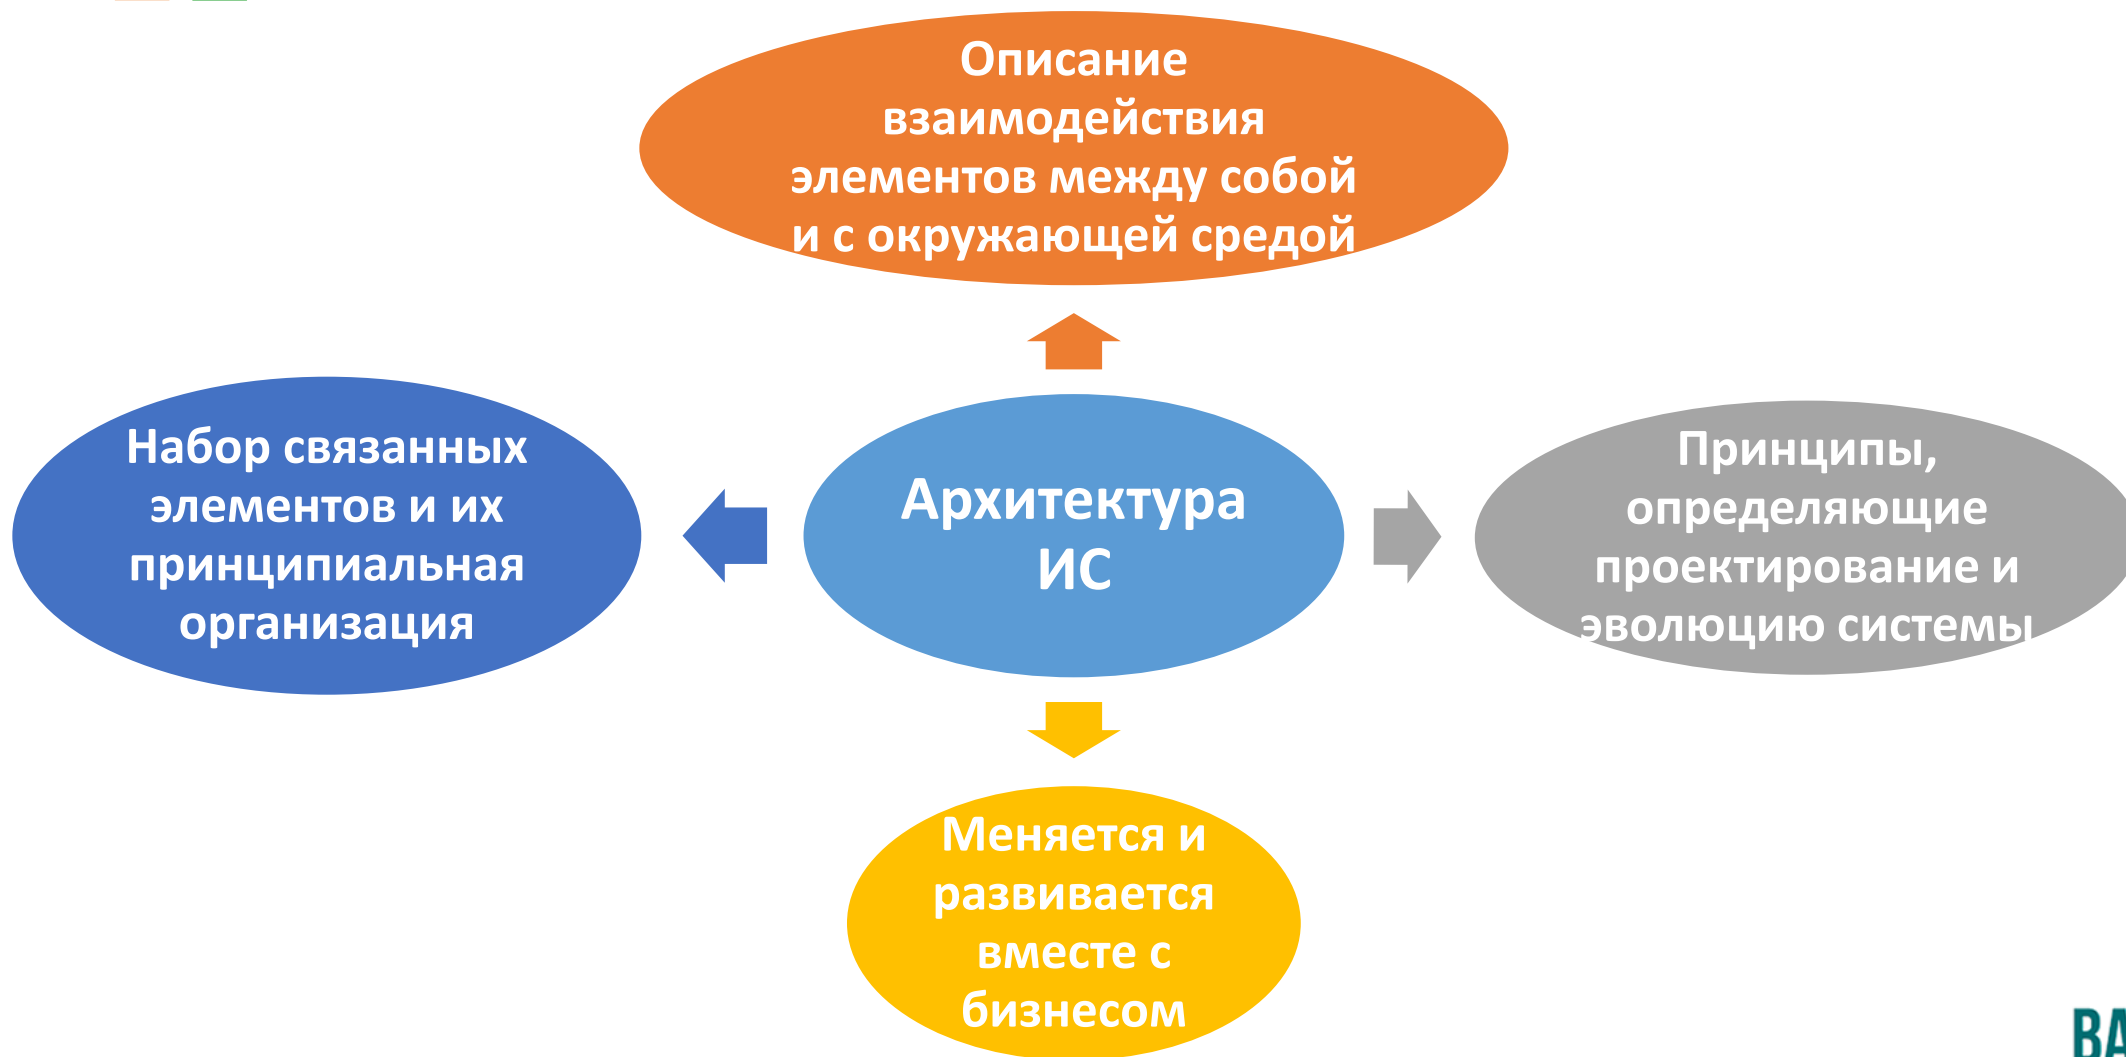 Описание
взаимодействия
элементов между собой
и с окружающей средой
Набор связанных
элементов и их
принципиальная
организация
Архитектура
ИС
Принципы,
определяющие
проектирование и
эволюцию системы
Меняется и
развивается
вместе с
бизнесом
BA